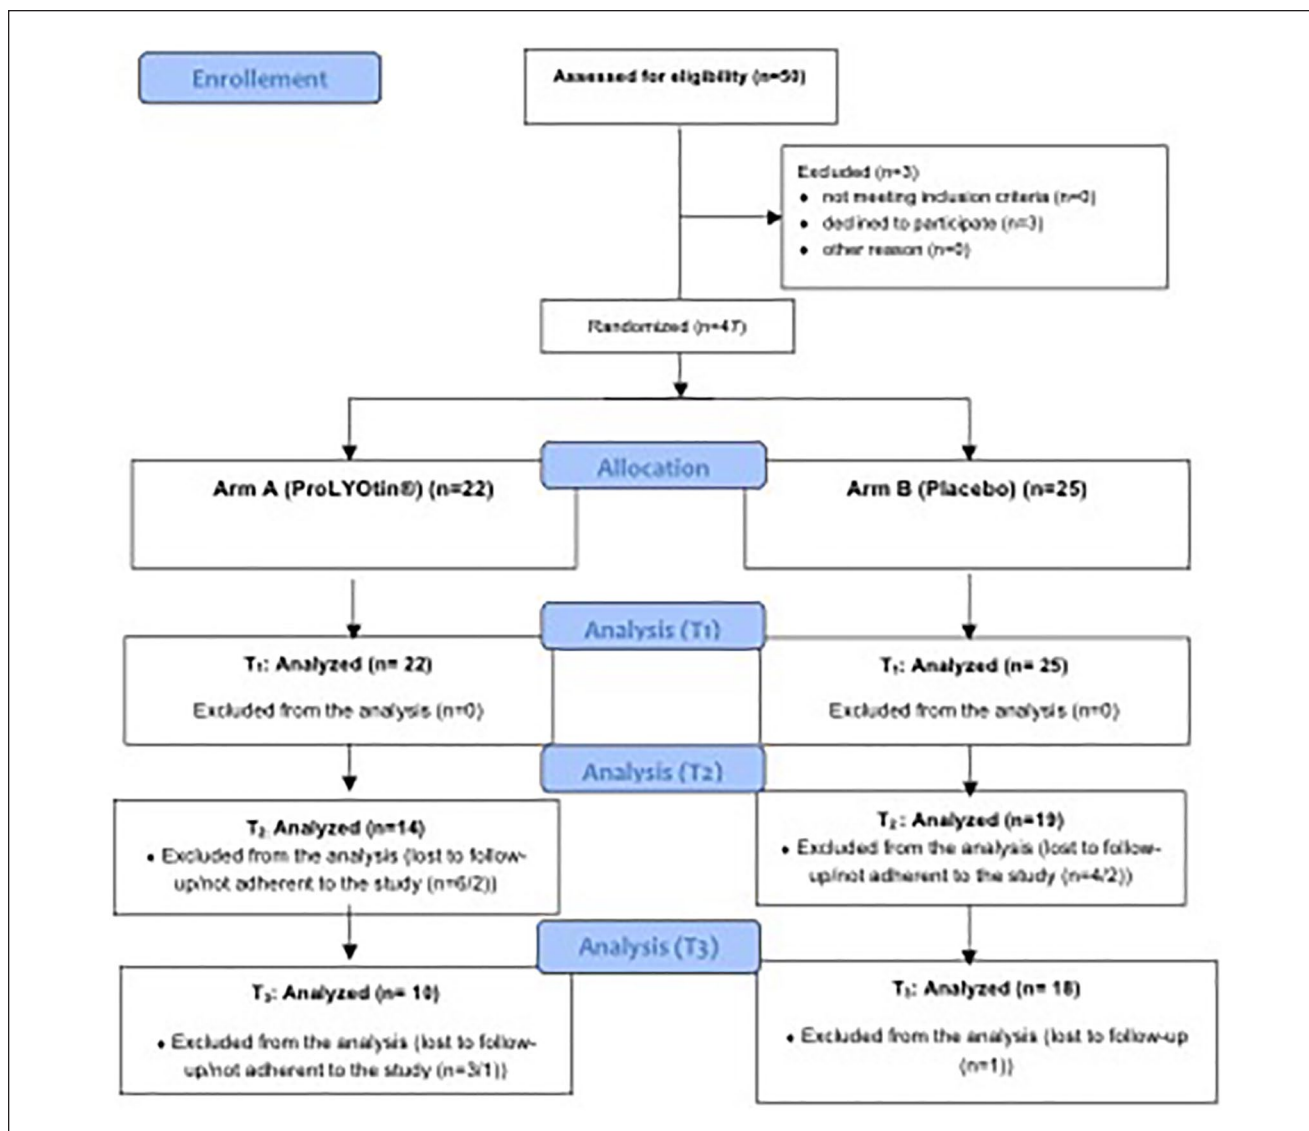 Enrollement
Assessed for eligibility (n=50)
Excluded (n=3)
• not meeting inclusion criteria (n=0)
• declined to participate (n=3)
• other reason (n=0)
Randomized (n=47)
Allocation
Arm A (ProLYOtin®) (n=22)
Arm B (Placebo) (n=25)
Analysis (T1)
T₁: Analyzed (n= 22)
Excluded from the analysis (n=0)
T₁: Analyzed (n= 25)
Excluded from the analysis (n=0)
Analysis (T2)
T₂: Analyzed (n=14)
• Excluded from the analysis (lost to follow-
up/not adherent to the study (n=6/2))
T₂: Analyzed (n=19)
• Excluded from the analysis (lost to follow-
up/not adherent to the study (n=4/2))
Analysis (T3)
T₃: Analyzed (n= 10)
• Excluded from the analysis (lost to follow-
up/not adherent to the study (n=3/1))
T₃: Analyzed (n= 18)
• Excluded from the analysis (lost to follow-up
(n=1))